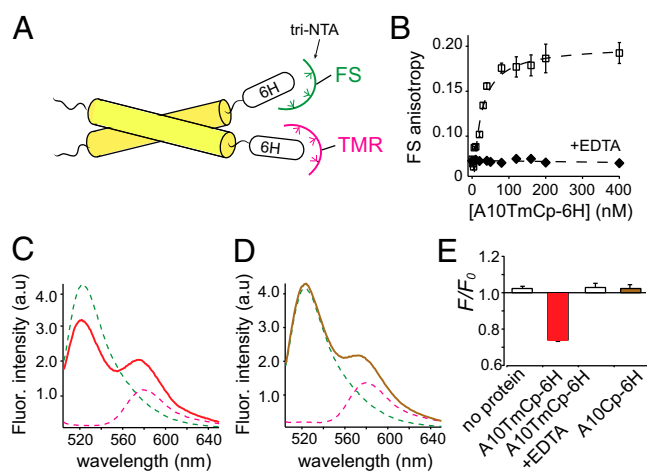 A
tri-NTA
6H
FS
6H
TMR
B
FS anisotropy
0.20
0.15
0.10
+EDTA
0
100
200
300
400
[A10TmCp-6H] (nM)
C
Fluor. intensity (a.u)
4.0
3.0
2.0
1.0
520
560
600
640
wavelength (nm)
D
Fluor. intensity (a.u)
4.0
3.0
2.0
1.0
520
560
600
640
wavelength (nm)
E
F/F0
1.2
1.0
0.8
0.6
no protein
A10TmCp-6H
A10TmCp-6H
+EDTA
A10Cp-6H